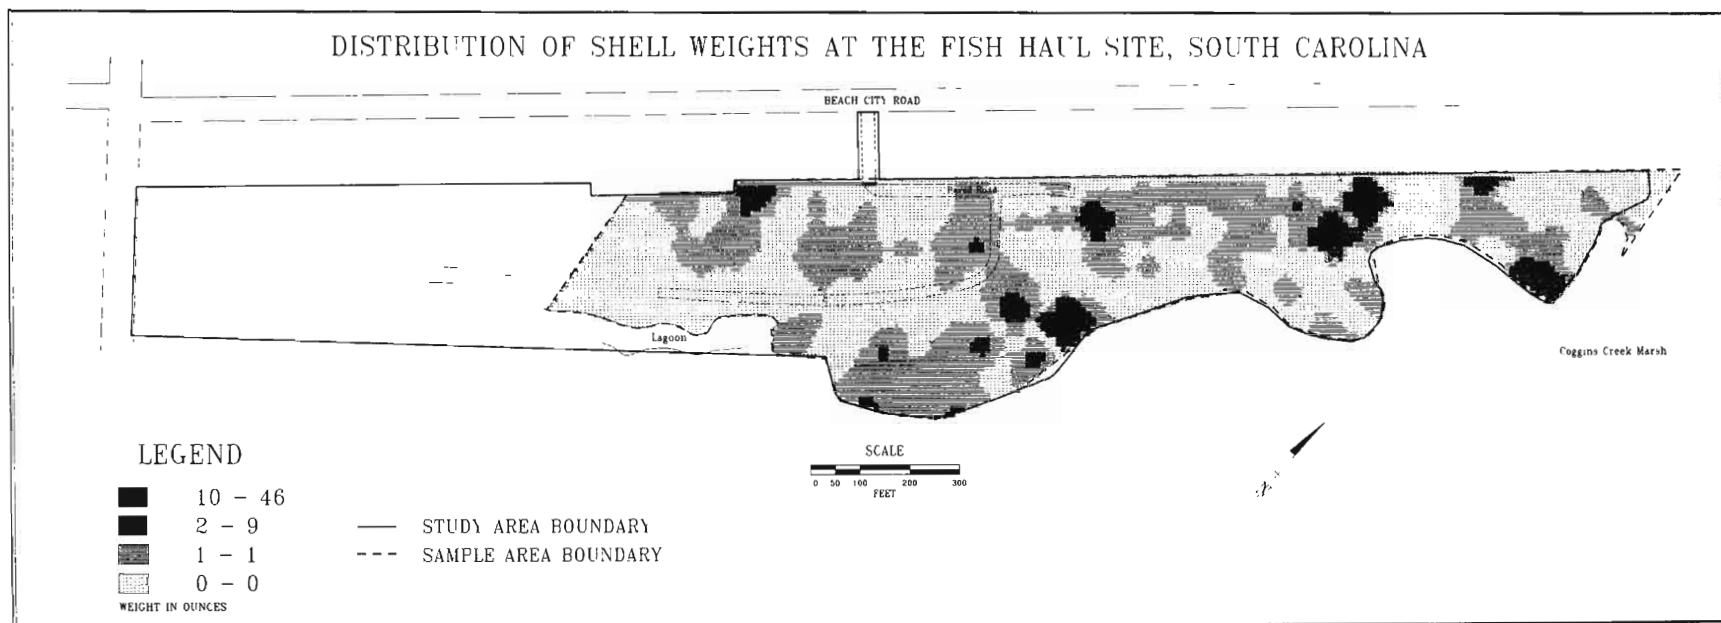 DISTRIBUTION OF SHELL WEIGHTS AT THE FISH HAUL SITE, SOUTH CAROLINA
BEACH CITY ROAD
Paved Road
Lagoon
Coggins Creek Marsh
LEGEND
10 - 46
2 - 9
1 - 1
0 - 0
WEIGHT IN OUNCES
STUDY AREA BOUNDARY
SAMPLE AREA BOUNDARY
SCALE
0 50 100 200 300
FEET